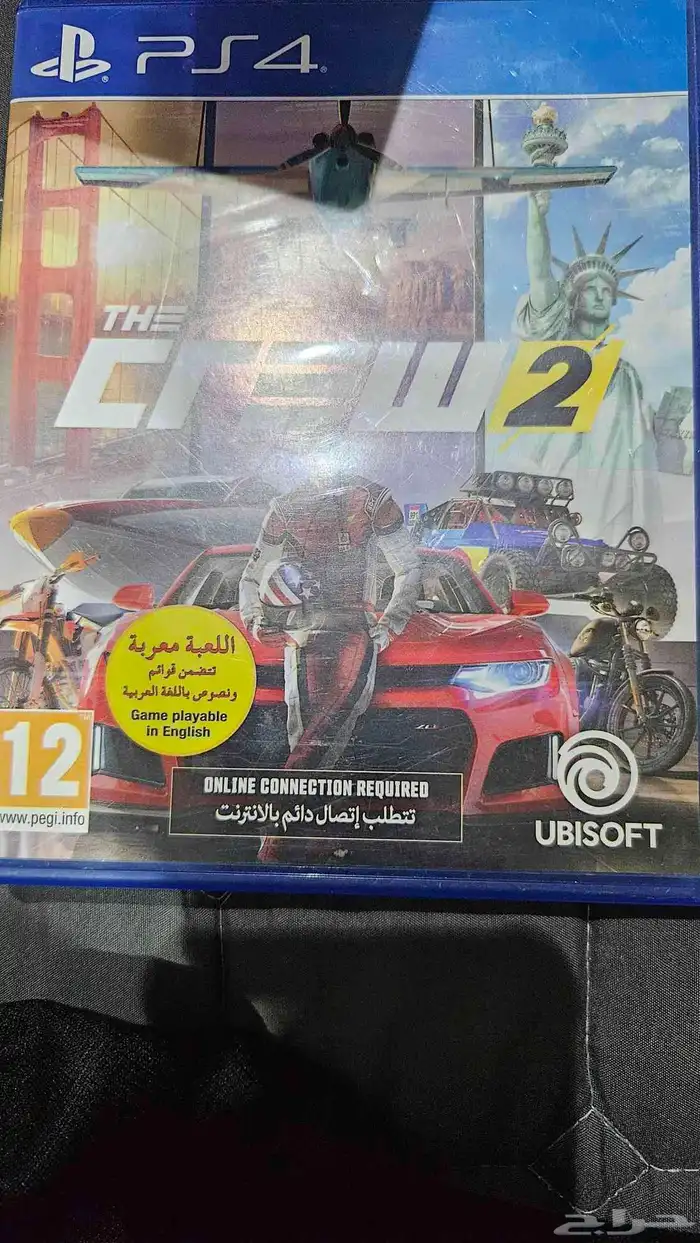 PS4
THE
CREW 2
اللعبة معربة
تتضمن قوائم
ونصوص باللغة العربية
Game playable
in English
12
www.pegi.info
ONLINE CONNECTION REQUIRED
تتطلب إتصال دائم بالانترنت
UBISOFT
حراج